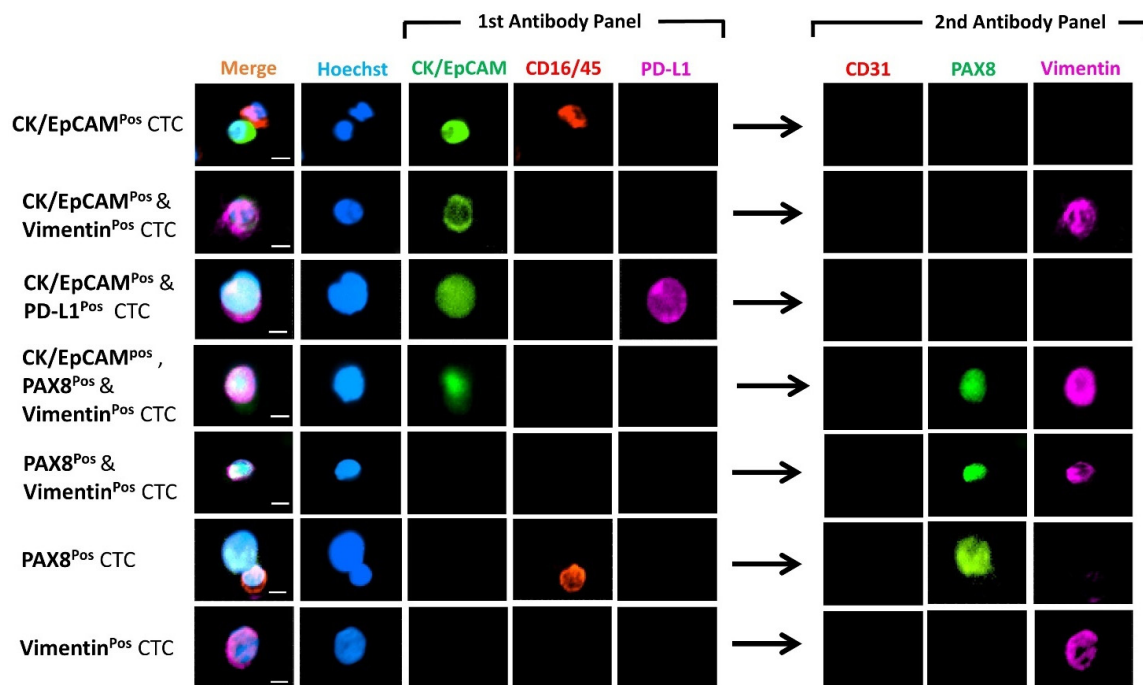 1st Antibody Panel 2nd Antibody Panel
Merge Hoechst CK/EpCAM CD16/45 PD-L1 CD31 PAX8 Vimentin
CK/EpCAMPos CTC
CK/EpCAMPos &
VimentinPos CTC
CK/EpCAMPos &
PD-L1Pos CTC
CK/EpCAMpos ,
PAX8Pos &
VimentinPos CTC
PAX8Pos &
VimentinPos CTC
PAX8Pos CTC
VimentinPos CTC